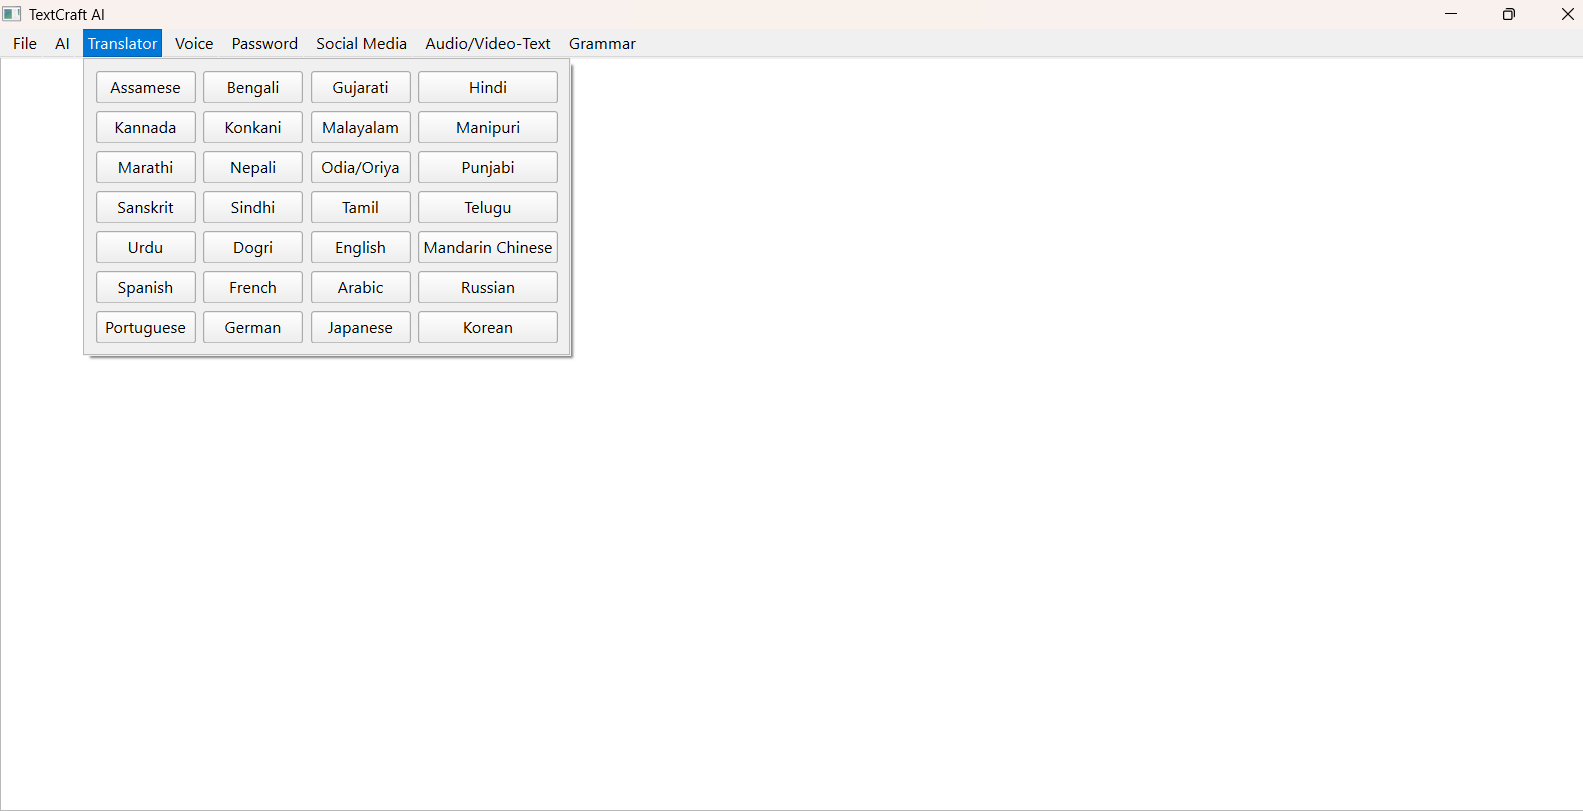 TextCraft AI
File AI Translator Voice Password Social Media Audio/Video-Text Grammar
Assamese Bengali Gujarati Hindi
Kannada Konkani Malayalam Manipuri
Marathi Nepali Odia/Oriya Punjabi
Sanskrit Sindhi Tamil Telugu
Urdu Dogri English Mandarin Chinese
Spanish French Arabic Russian
Portuguese German Japanese Korean